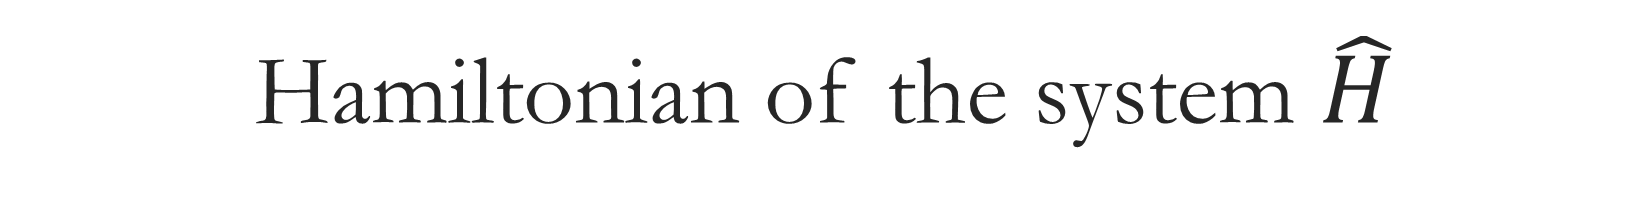 Hamiltonian of the system Ĥ